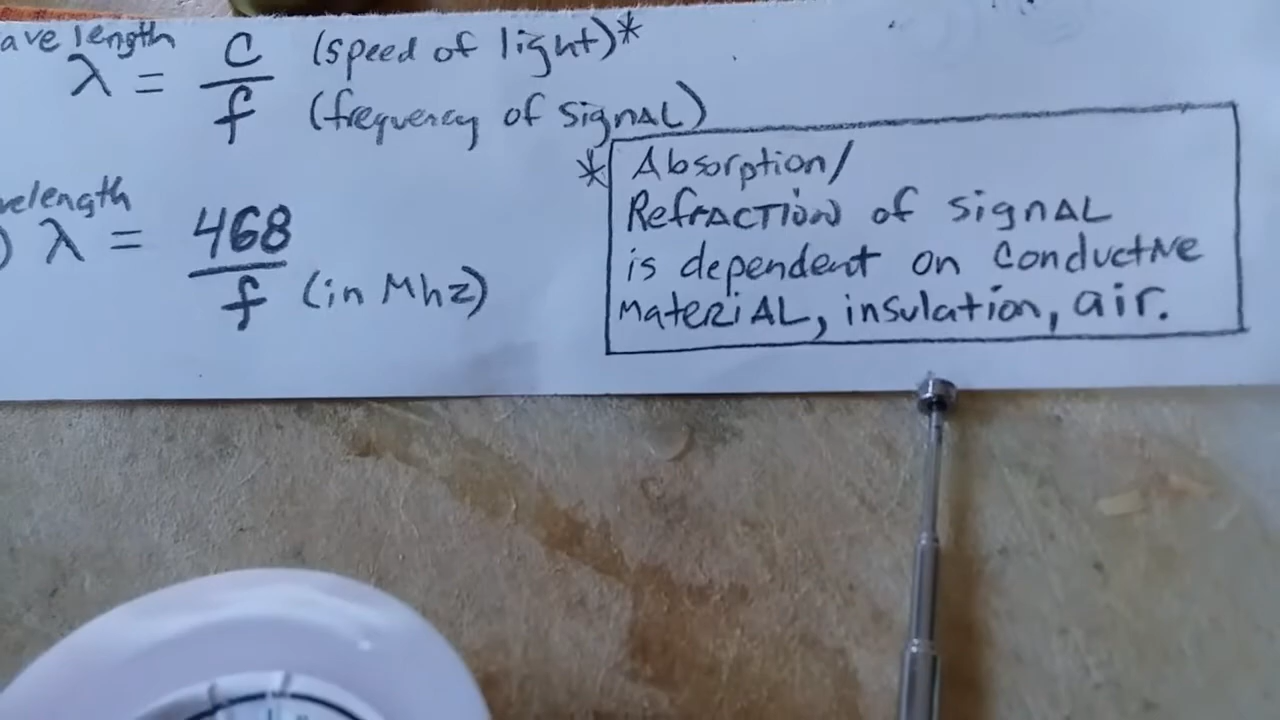 ave length
λ = c/f (speed of light)*
(frequency of signal)
* Absorption/
Refraction of signal
is dependent on conductive
material, insulation, air.
velength
) λ = 468/f (in Mhz)